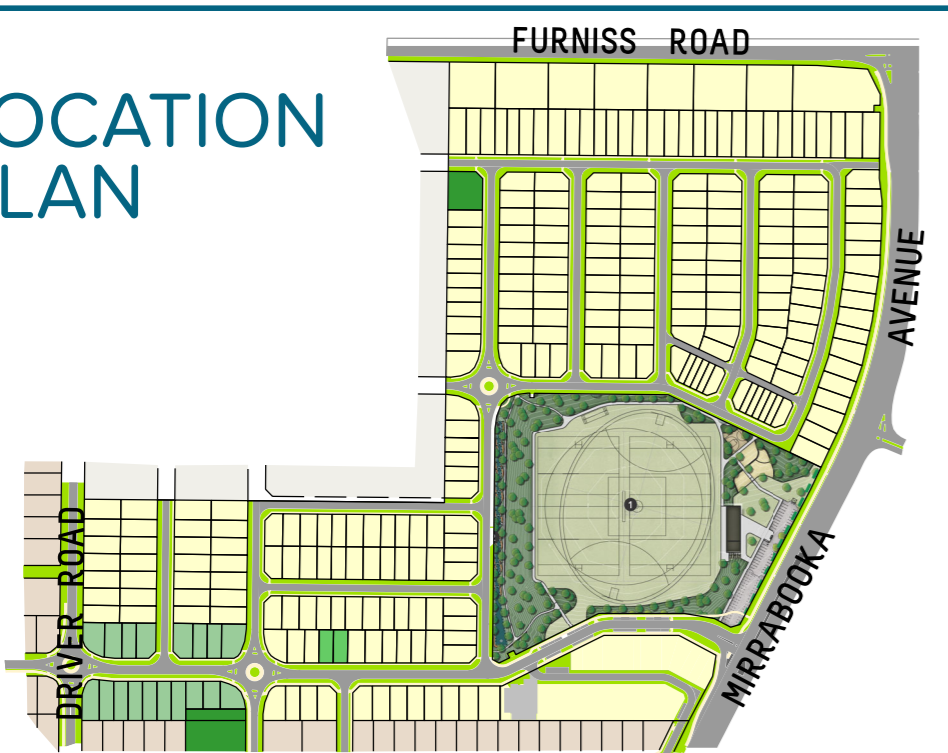 FURNISS ROAD
OCATION
LAN
AVENUE
1
DRIVER ROAD
MIRRABOOKA